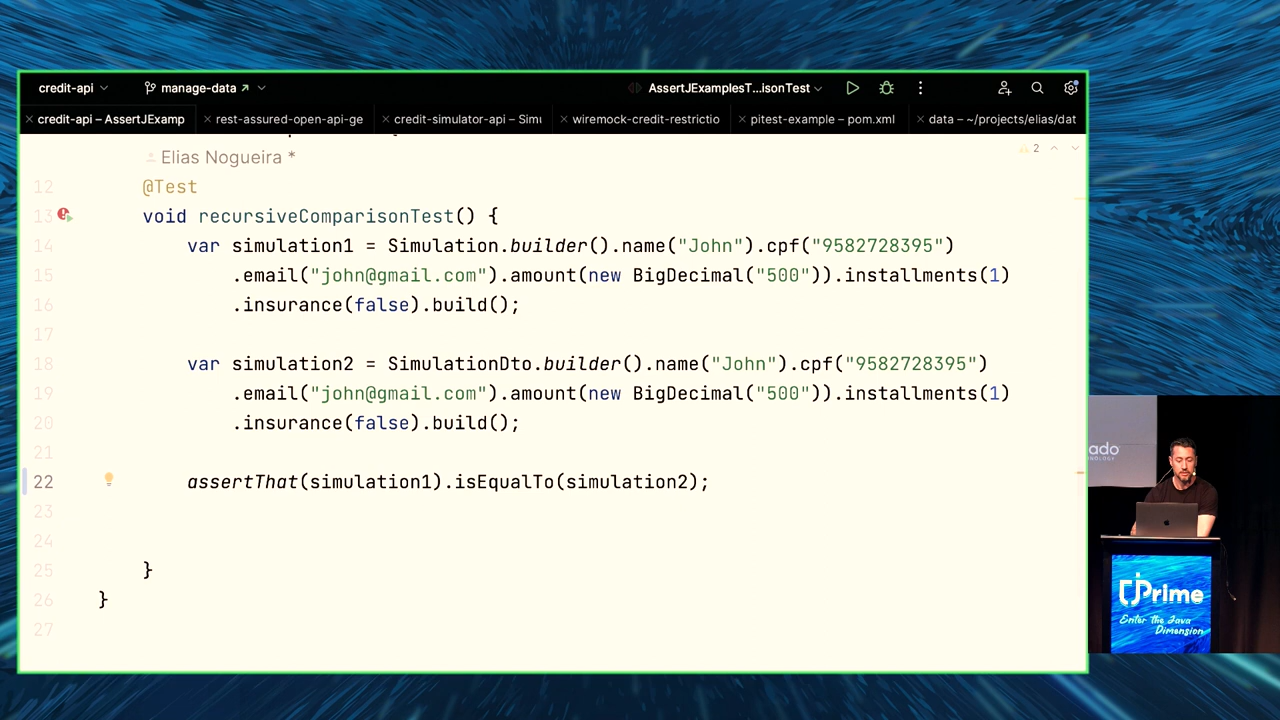 credit-api
manage-data
AssertJExamplesT...isonTest
credit-api – AssertJExamp
rest-assured-open-api-ge
credit-simulator-api – Simu
wiremock-credit-restrictio
pitest-example – pom.xml
data – ~/projects/elias/dat
Elias Nogueira *
2
12 @Test
13 void recursiveComparisonTest() {
14 var simulation1 = Simulation.builder().name("John").cpf("9582728395")
15 .email("john@gmail.com").amount(new BigDecimal("500")).installments(1)
16 .insurance(false).build();
17
18 var simulation2 = SimulationDto.builder().name("John").cpf("9582728395")
19 .email("john@gmail.com").amount(new BigDecimal("500")).installments(1)
20 .insurance(false).build();
21
22 assertThat(simulation1).isEqualTo(simulation2);
23
24
25 }
26 }
27
ado
NOLOGY
jPrime
Enter the Java
Dimension